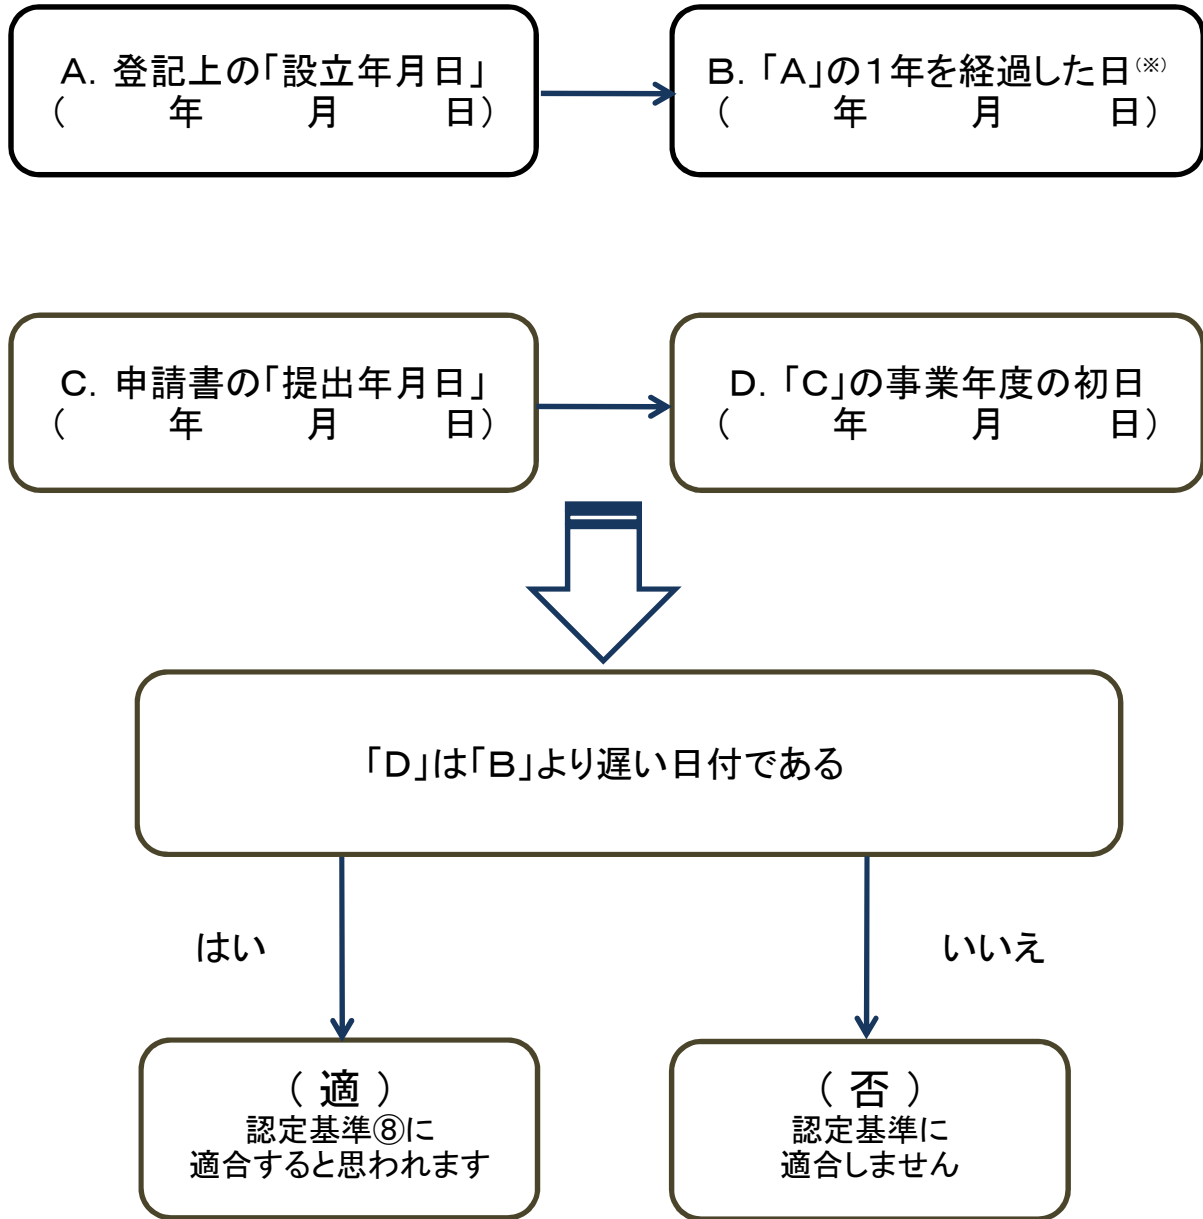 A. 登記上の「設立年月日」
(　　　年　　　月　　　日)
B. 「A」の1年を経過した日(※)
(　　　年　　　月　　　日)
C. 申請書の「提出年月日」
(　　　年　　　月　　　日)
D. 「C」の事業年度の初日
(　　　年　　　月　　　日)
「D」は「B」より遅い日付である
はい
いいえ
( 適 )
認定基準⑧に
適合すると思われます
( 否 )
認定基準に
適合しません